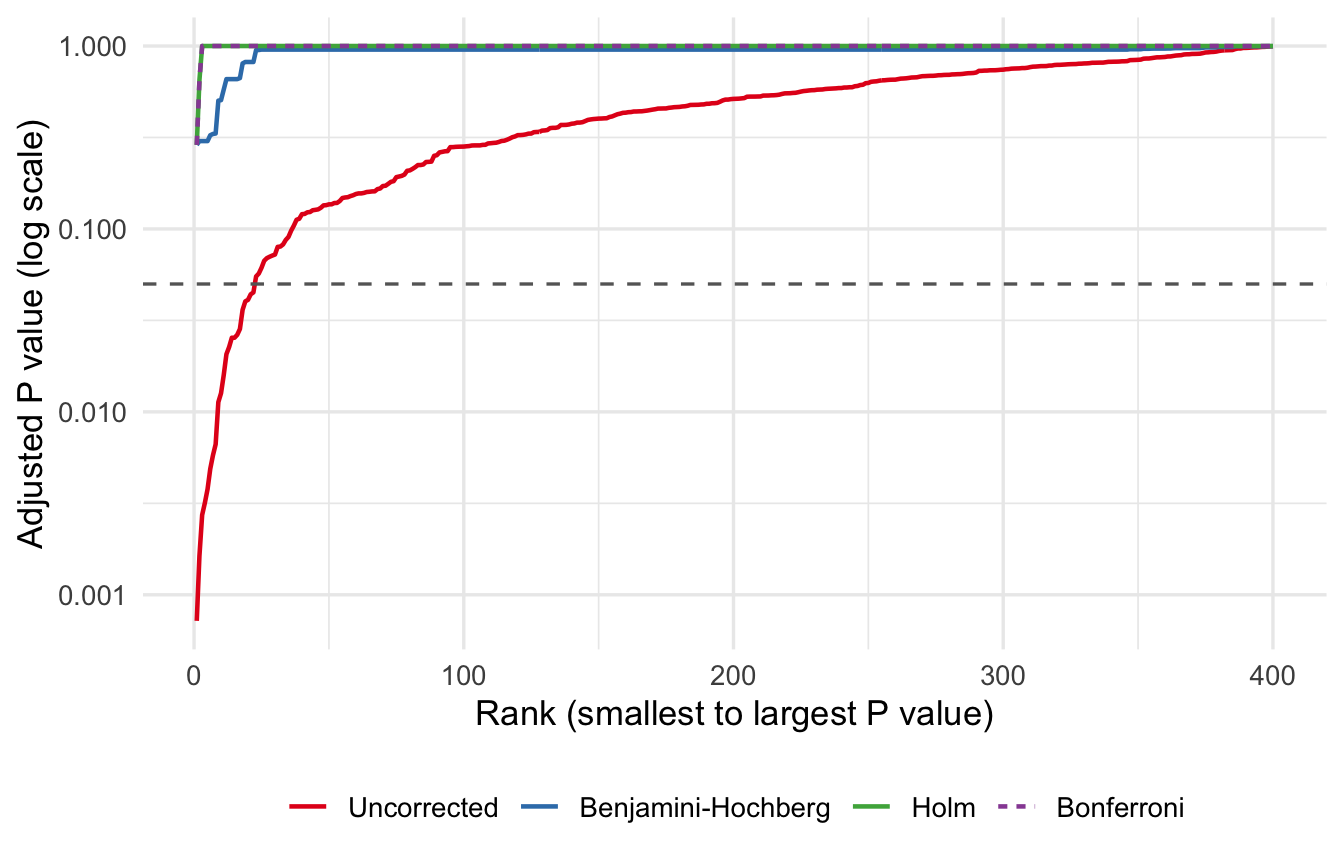 Adjusted P value (log scale)
1.000
0.100
0.010
0.001
0 100 200 300 400
Rank (smallest to largest P value)
Uncorrected Benjamini-Hochberg Holm Bonferroni